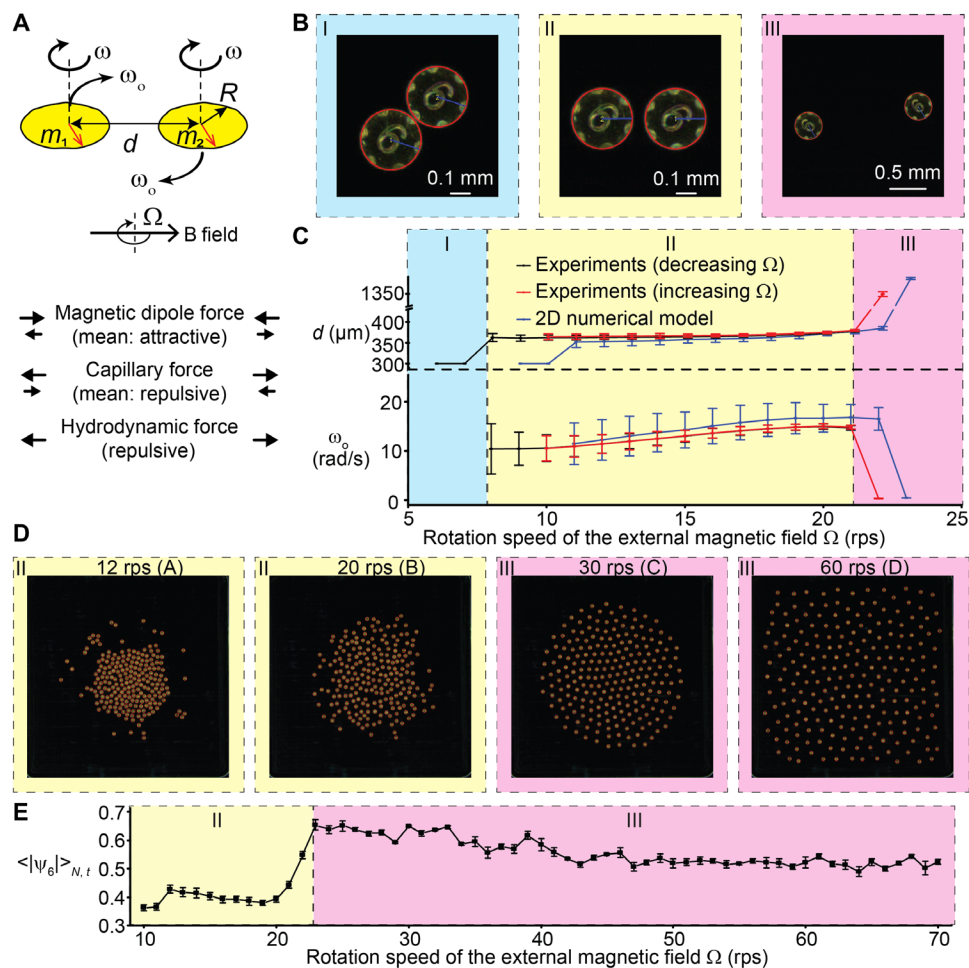 A
ω
ω
ωₒ
R
m₁
m₂
d
ωₒ
Ω
B field
Magnetic dipole force
(mean: attractive)
Capillary force
(mean: repulsive)
Hydrodynamic force
(repulsive)
B
I
0.1 mm
II
0.1 mm
III
0.5 mm
C
I
II
III
Experiments (decreasing Ω)
Experiments (increasing Ω)
2D numerical model
d (µm)
1350
400
350
300
ωₒ
(rad/s)
20
10
0
5
10
15
20
25
Rotation speed of the external magnetic field Ω (rps)
D
II
12 rps (A)
II
20 rps (B)
III
30 rps (C)
III
60 rps (D)
E
II
III
<|ψ₆|>N, t
0.7
0.6
0.5
0.4
0.3
10
20
30
40
50
60
70
Rotation speed of the external magnetic field Ω (rps)